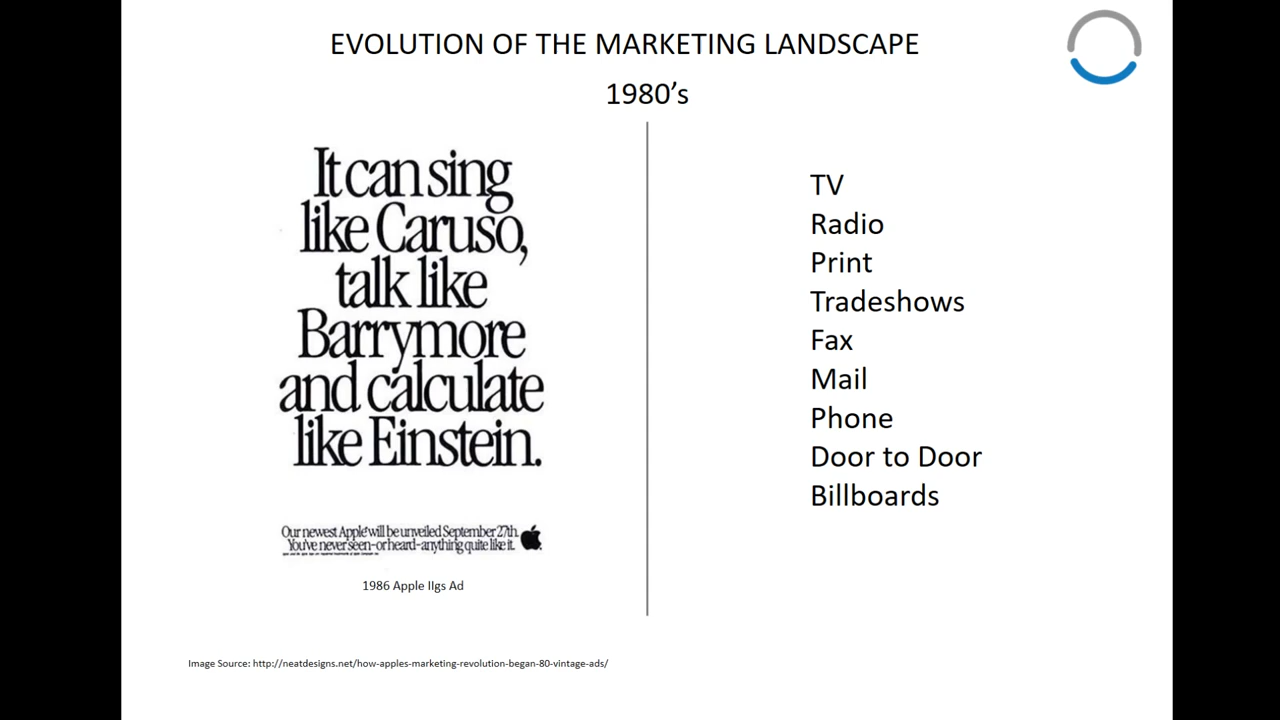 EVOLUTION OF THE MARKETING LANDSCAPE
1980’s
It can sing
like Caruso,
talk like
Barrymore
and calculate
like Einstein.
Our newest Apple will be unveiled September 27th.
You've never seen–or heard–anything quite like it.
1986 Apple IIgs Ad
TV
Radio
Print
Tradeshows
Fax
Mail
Phone
Door to Door
Billboards
Image Source: http://neatdesigns.net/how-apples-marketing-revolution-began-80-vintage-ads/